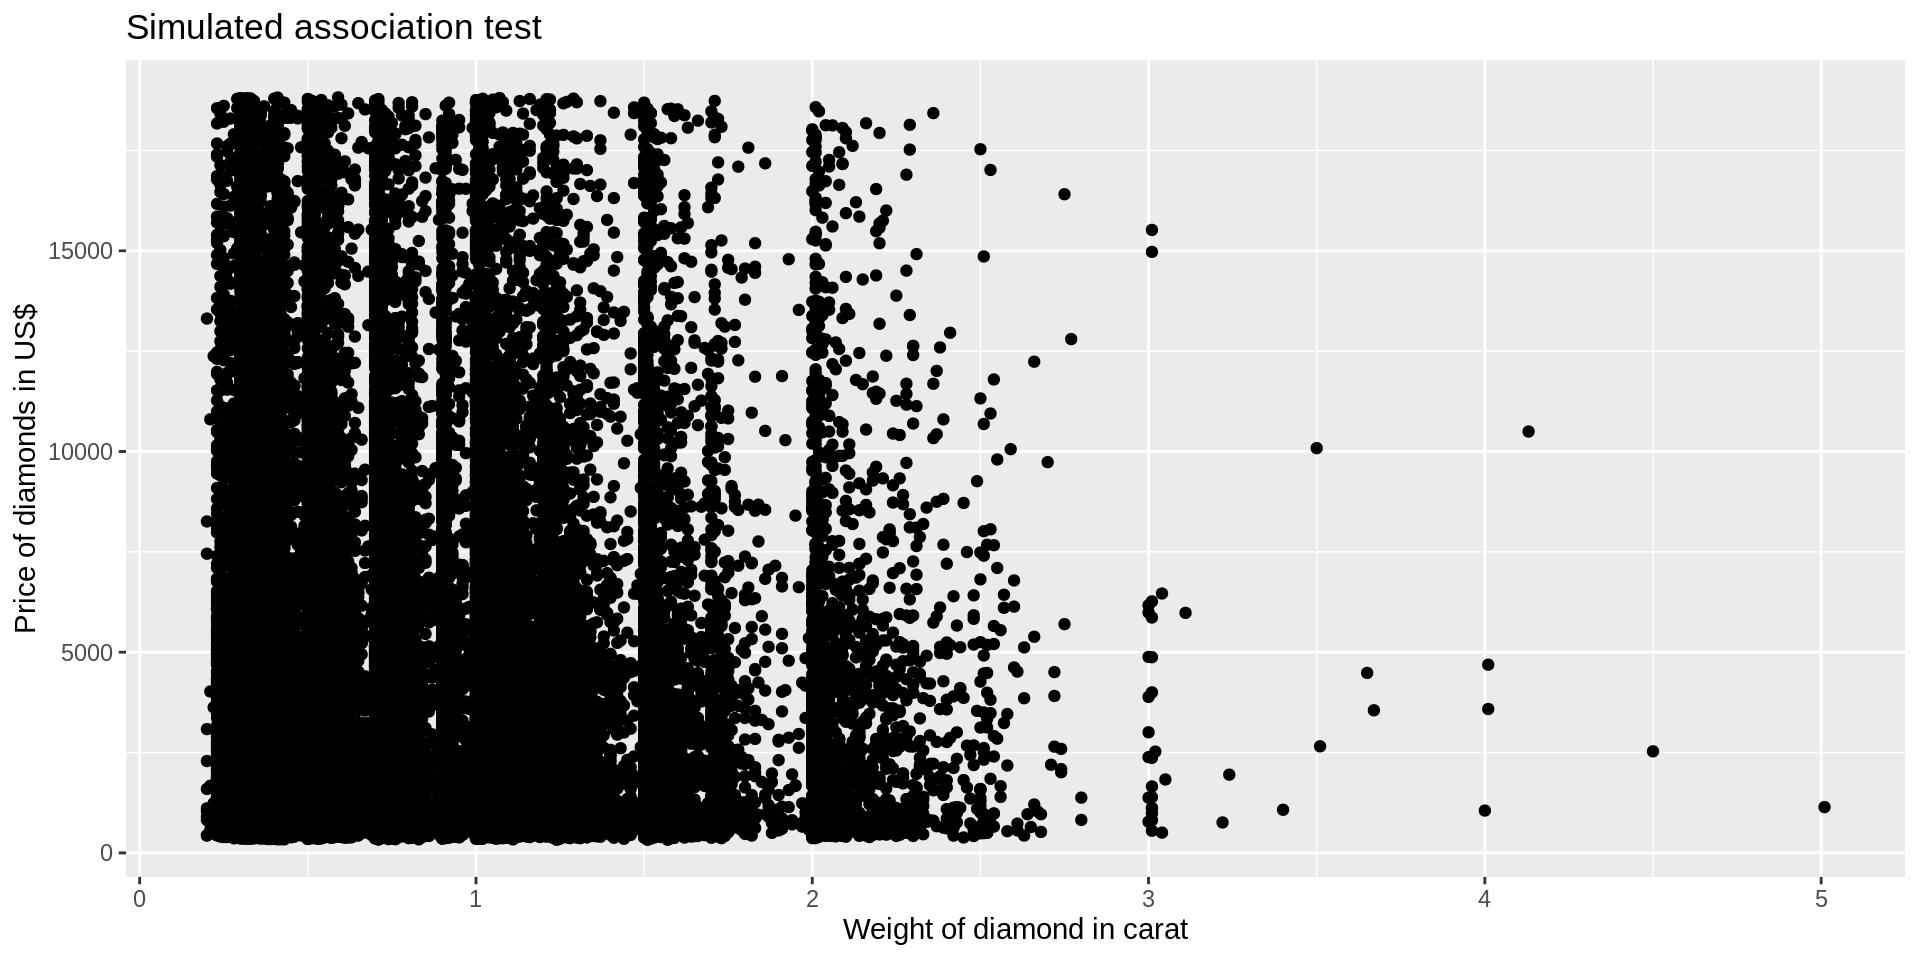 Simulated association test
Price of diamonds in US$
15000
10000
5000
0
0 1 2 3 4 5
Weight of diamond in carat